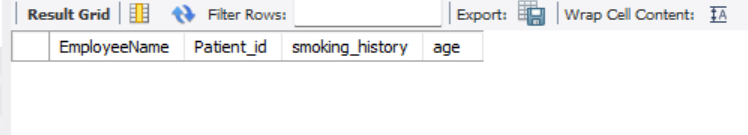 Result Grid Filter Rows: Export: Wrap Cell Content:
EmployeeName Patient_id smoking_history age